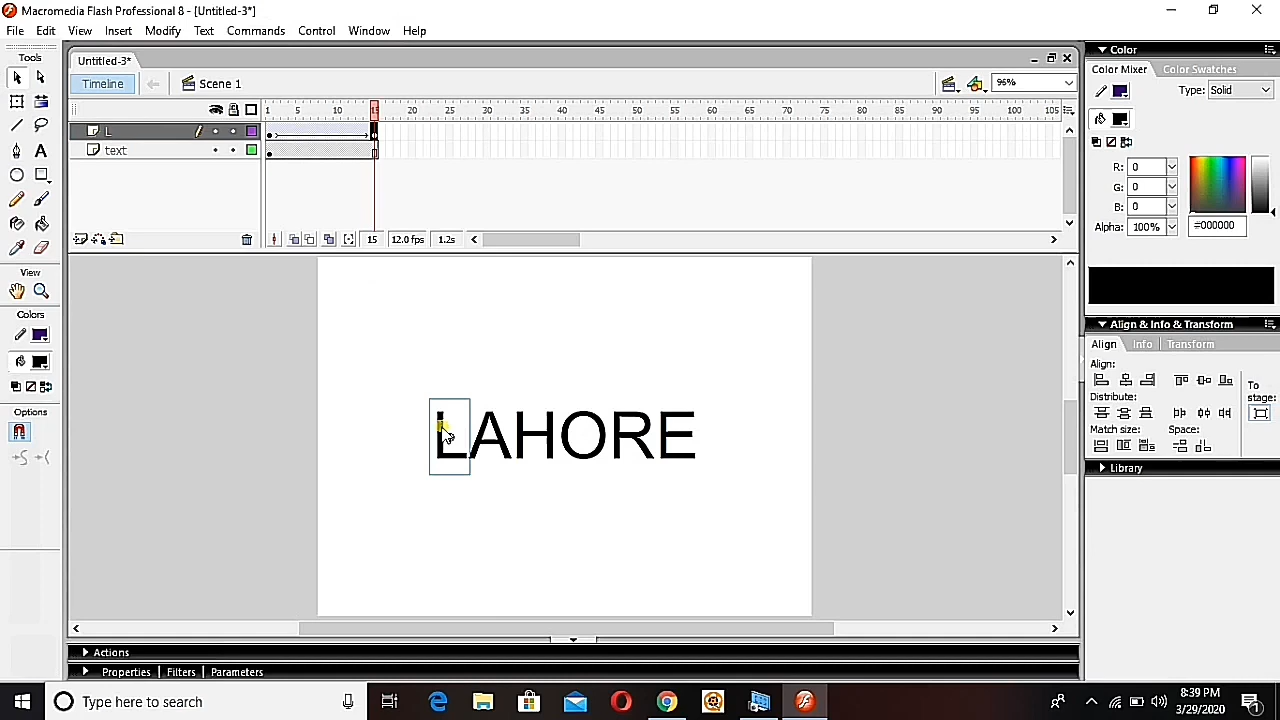 Macromedia Flash Professional 8 - [Untitled-3*]
File Edit View Insert Modify Text Commands Control Window Help
Tools
Untitled-3*
Timeline
Scene 1
96%
1 5 10 15 20 25 30 35 40 45 50 55 60 65 70 75 80 85 90 95 100 105
L
text
15 12.0 fps 1.2s
View
Colors
Options
LAHORE
Actions
Properties Filters Parameters
Color
Color Mixer Color Swatches
Type: Solid
R: 0
G: 0
B: 0
Alpha: 100% #000000
Align & Info & Transform
Align Info Transform
Align:
Distribute:
Match size: Space:
To
stage:
Library
Type here to search
8:39 PM
3/29/2020
1